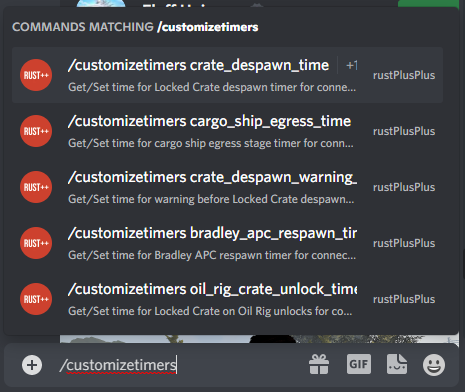 COMMANDS MATCHING /customizetimers
RUST++
/customizetimers crate_despawn_time +1
rustPlusPlus
Get/Set time for Locked Crate despawn timer for conne...
RUST++
/customizetimers cargo_ship_egress_time
rustPlusPlus
Get/Set time for cargo ship egress stage timer for conn...
RUST++
/customizetimers crate_despawn_warning_
rustPlusPlus
Get/Set time for warning before Locked Crate despawn...
RUST++
/customizetimers bradley_apc_respawn_tir
rustPlusPlus
Get/Set time for Bradley APC respawn timer for connec...
RUST++
/customizetimers oil_rig_crate_unlock_time
rustPlusPlus
Get/Set time for Locked Crate on Oil Rig unlocks for co...
/customizetimers
GIF